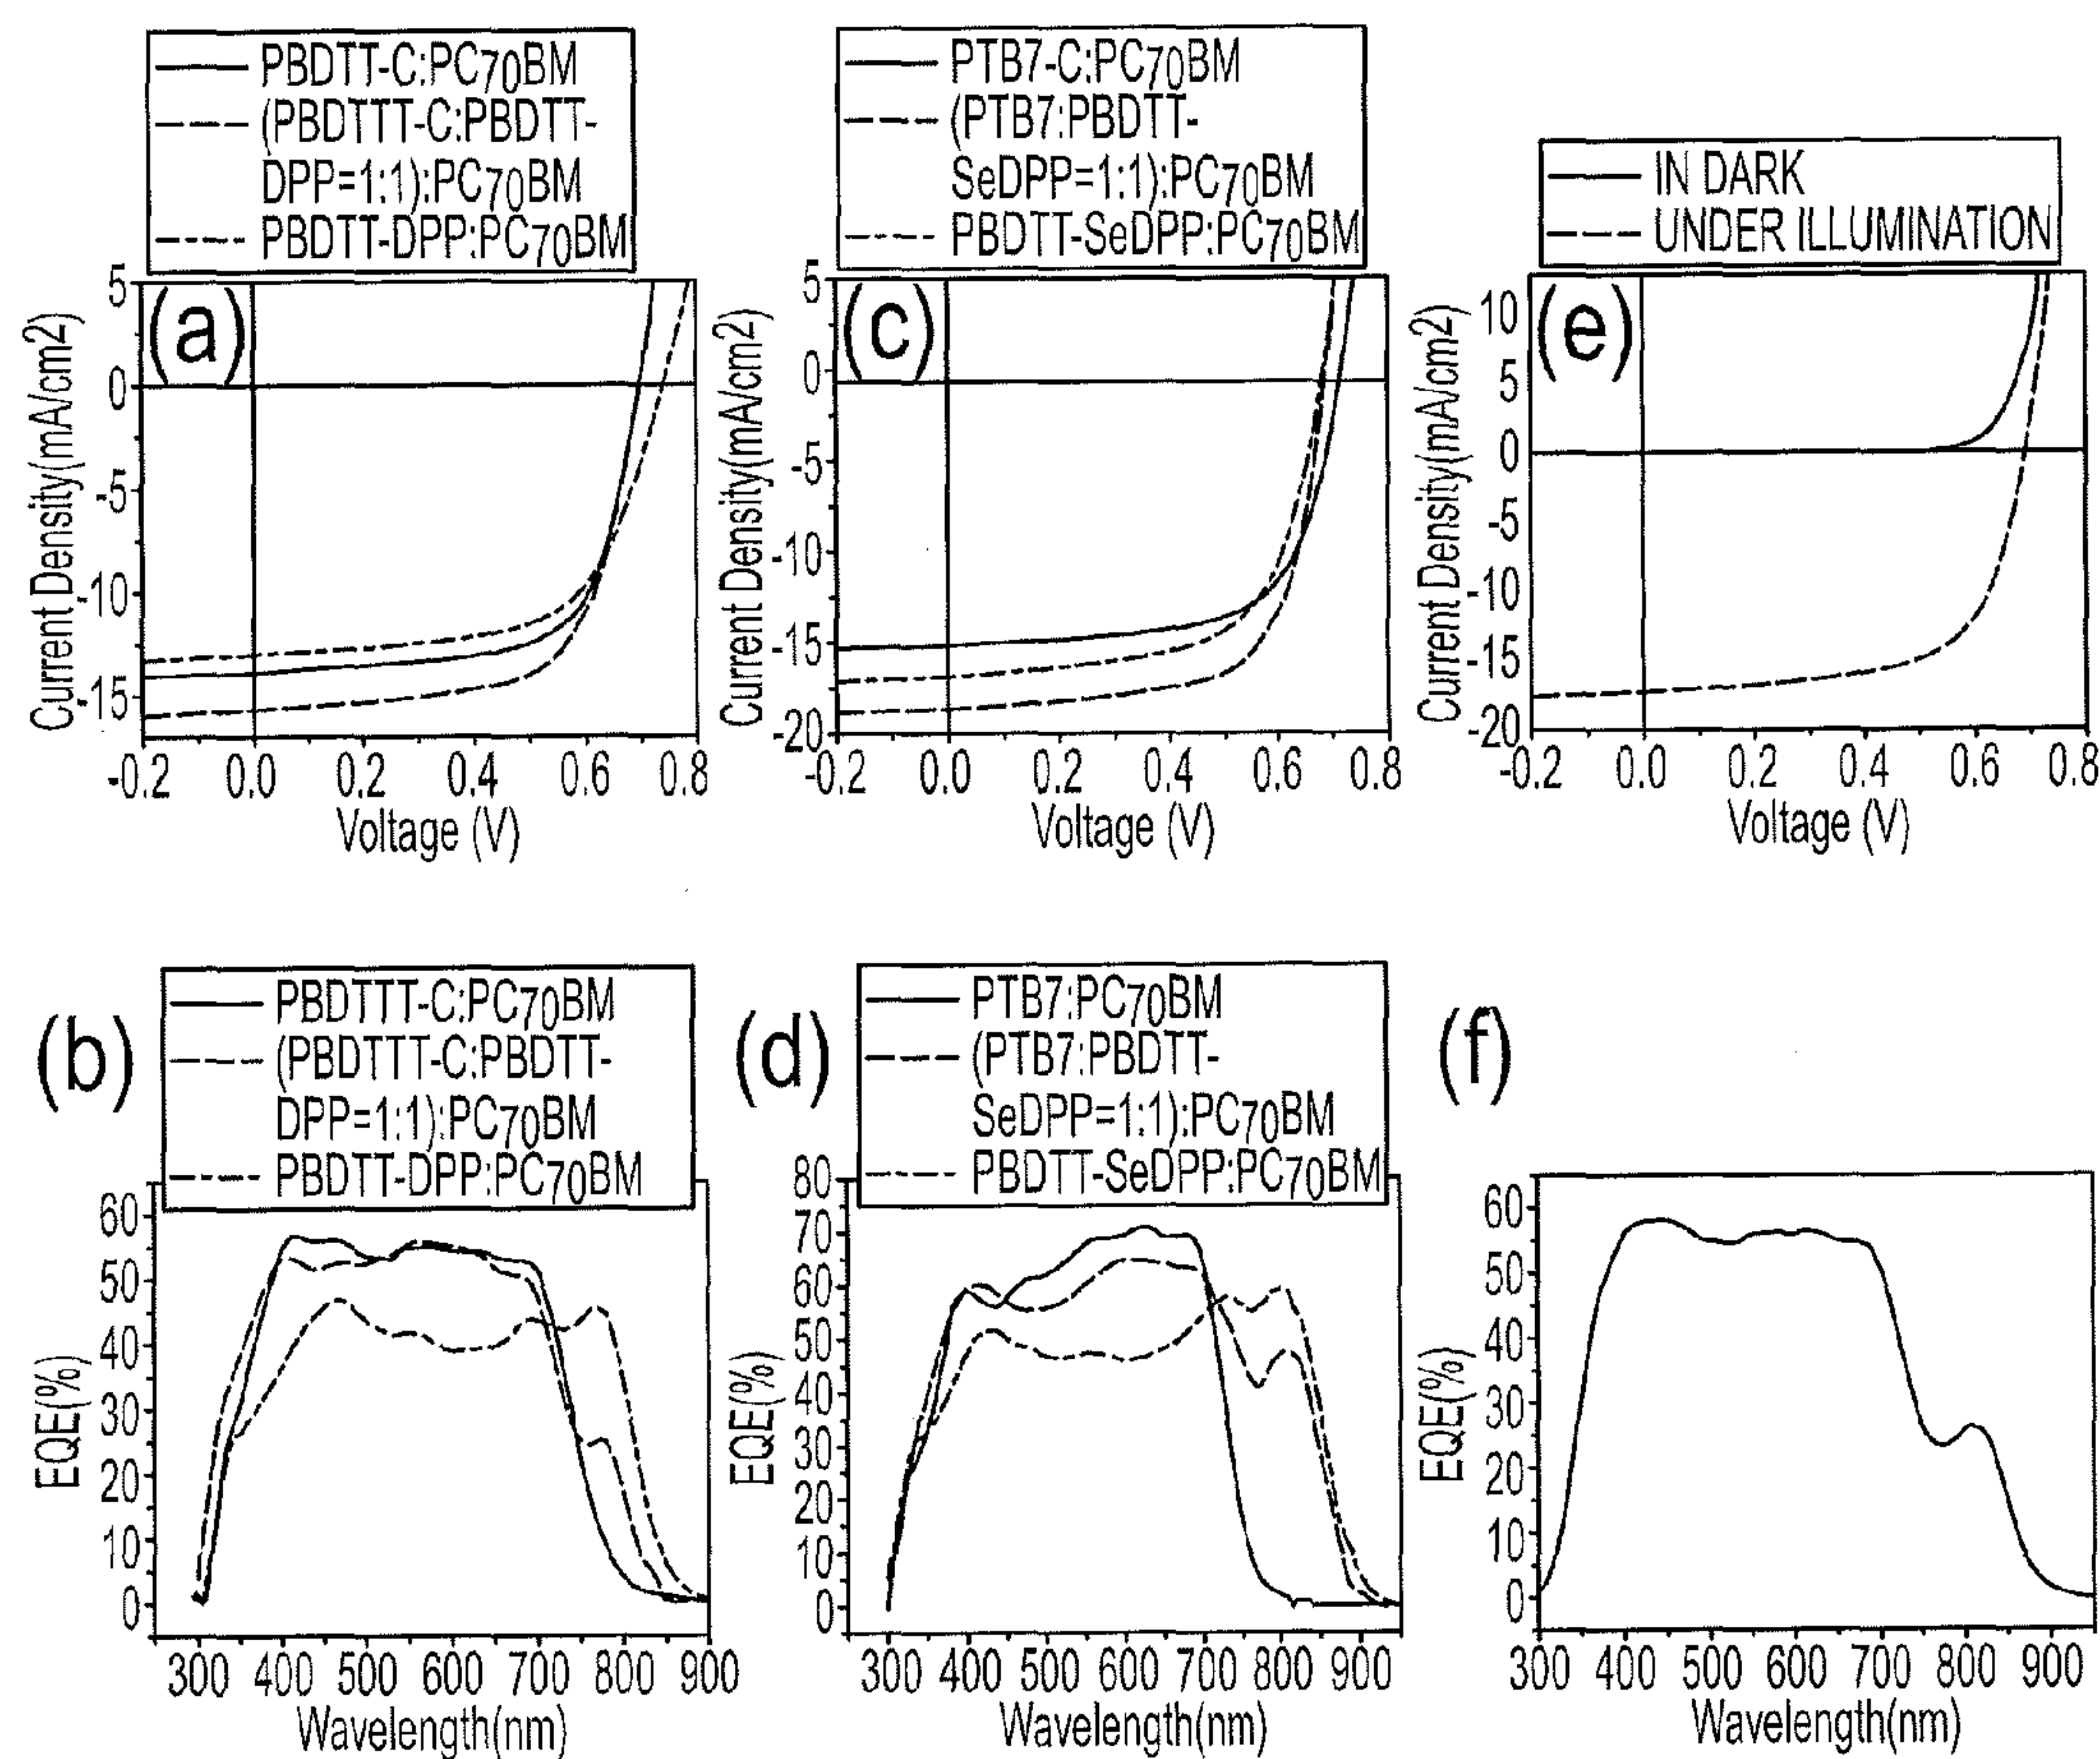 PBDTT-C:PC70BM
(PBDTTT-C:PBDTT-
DPP=1:1):PC70BM
PBDTT-DPP:PC70BM
(a)
5
0
-5
-10
-15
Current Density(mA/cm2)
-0.2 0.0 0.2 0.4 0.6 0.8
Voltage (V)
PTB7-C:PC70BM
(PTB7:PBDTT-
SeDPP=1:1):PC70BM
PBDTT-SeDPP:PC70BM
(c)
5
0
-5
-10
-15
-20
Current Density(mA/cm2)
-0.2 0.0 0.2 0.4 0.6 0.8
Voltage (V)
IN DARK
UNDER ILLUMINATION
(e)
10
5
0
-5
-10
-15
-20
Current Density(mA/cm2)
-0.2 0.0 0.2 0.4 0.6 0.8
Voltage (V)
(b)
PBDTTT-C:PC70BM
(PBDTTT-C:PBDTT-
DPP=1:1):PC70BM
PBDTT-DPP:PC70BM
60
50
40
30
20
10
0
EQE(%)
300 400 500 600 700 800 900
Wavelength(nm)
(d)
PTB7:PC70BM
(PTB7:PBDTT-
SeDPP=1:1):PC70BM
PBDTT-SeDPP:PC70BM
80
70
60
50
40
30
20
10
0
EQE(%)
300 400 500 600 700 800 900
Wavelength(nm)
(f)
60
50
40
30
20
10
0
EQE(%)
300 400 500 600 700 800 900
Wavelength(nm)